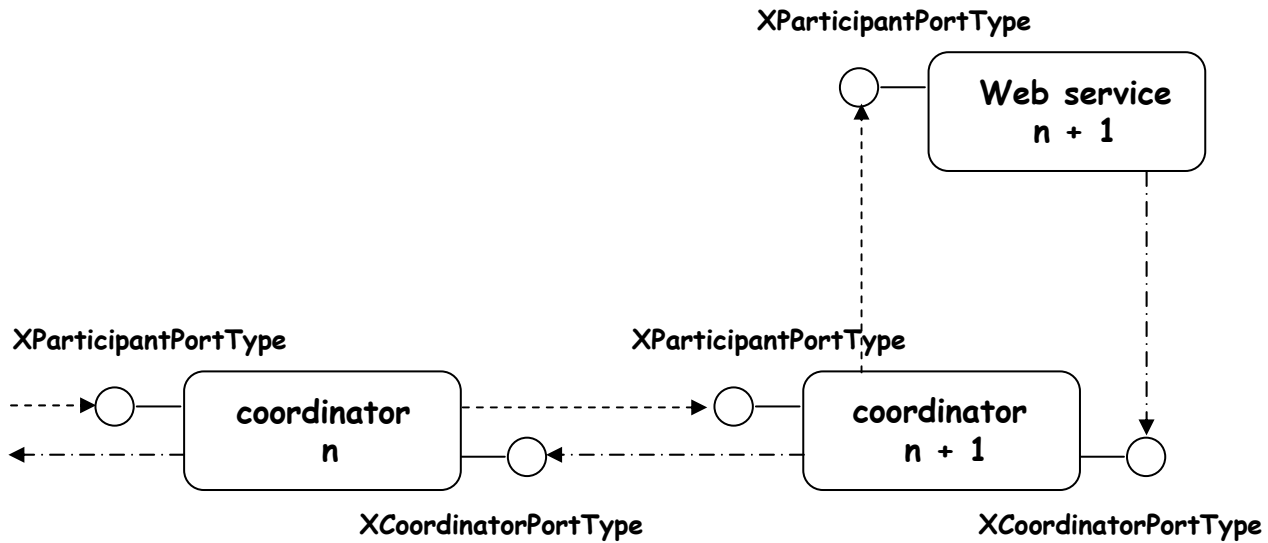 XParticipantPortType
Web service
n + 1
XParticipantPortType
XParticipantPortType
coordinator
n
coordinator
n + 1
XCoordinatorPortType
XCoordinatorPortType